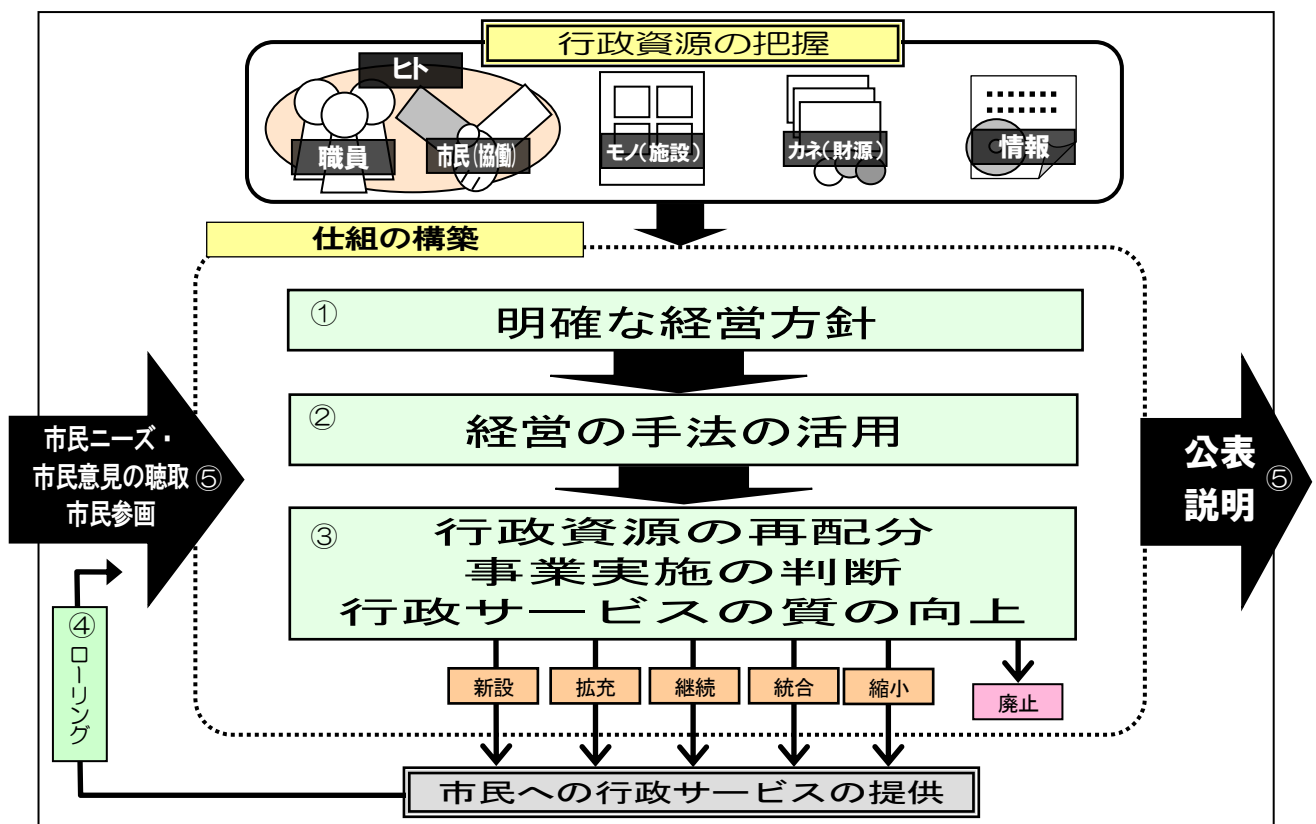 行政資源の把握
ヒト
職員
市民(協働)
モノ(施設)
カネ(財源)
情報
仕組の構築
① 明確な経営方針
② 経営の手法の活用
③ 行政資源の再配分
事業実施の判断
行政サービスの質の向上
市民ニーズ・
市民意見の聴取⑤
市民参画
公表
説明⑤
④ローリング
新設
拡充
継続
統合
縮小
廃止
市民への行政サービスの提供